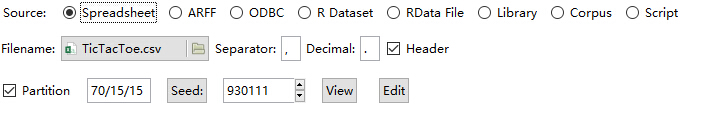 Source: Spreadsheet ARFF ODBC R Dataset RData File Library Corpus Script
Filename: TicTacToe.csv Separator: , Decimal: . Header
Partition 70/15/15 Seed: 930111 View Edit